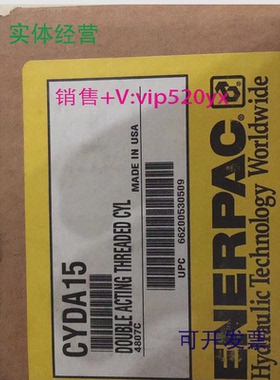 实体经营
销售+V:vip520yx
CYDA15
DOUBLE ACTING THREADED CYL
4807C
MADE IN USA
UPC 66200530509
ENERPAC
Hydraulic Technology Worldwide
可开发票